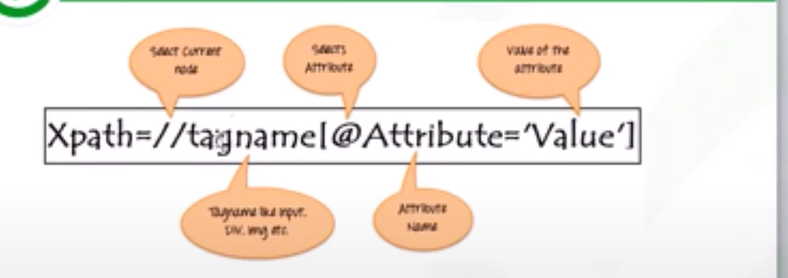 Select Current
node
Selects
Attribute
Value of the
attribute
Xpath=//tagname[@Attribute='Value']
Tagname like Input,
Div, Img etc.
Attribute
Name